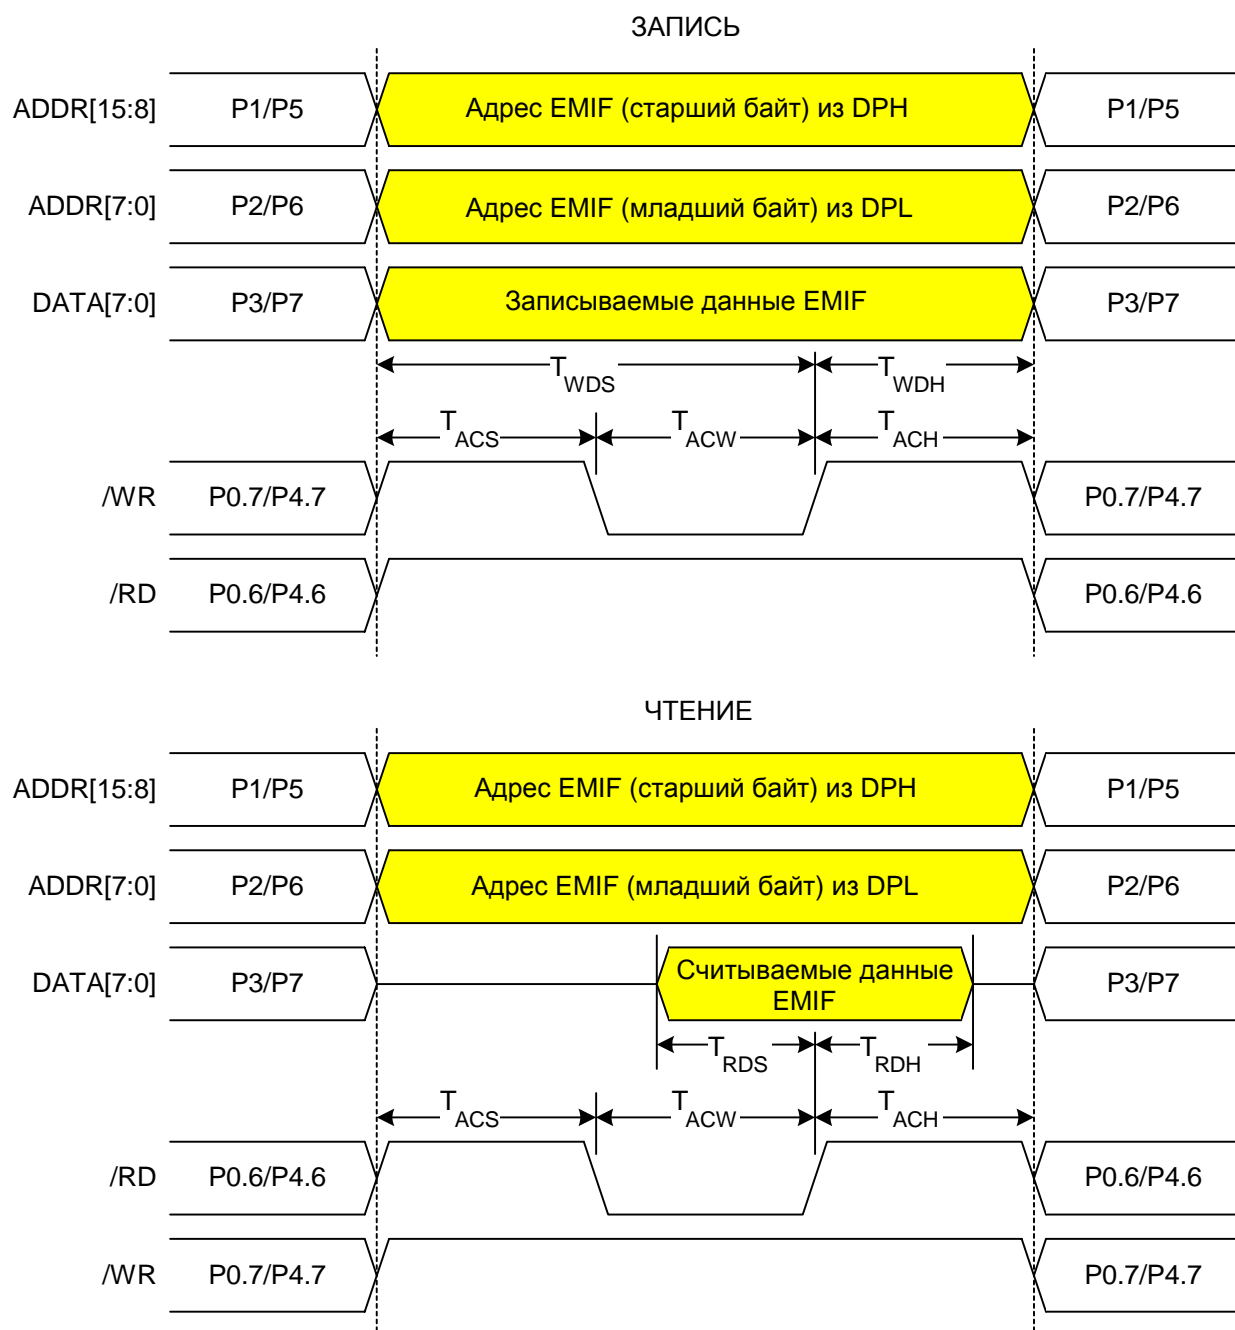 ЗАПИСЬ
ADDR[15:8] P1/P5 Адрес EMIF (старший байт) из DPH P1/P5
ADDR[7:0] P2/P6 Адрес EMIF (младший байт) из DPL P2/P6
DATA[7:0] P3/P7 Записываемые данные EMIF P3/P7
TWDS TWDH
TACS TACW TACH
/WR P0.7/P4.7 P0.7/P4.7
/RD P0.6/P4.6 P0.6/P4.6
ЧТЕНИЕ
ADDR[15:8] P1/P5 Адрес EMIF (старший байт) из DPH P1/P5
ADDR[7:0] P2/P6 Адрес EMIF (младший байт) из DPL P2/P6
DATA[7:0] P3/P7 Считываемые данные P3/P7
EMIF
TRDS TRDH
TACS TACW TACH
/RD P0.6/P4.6 P0.6/P4.6
/WR P0.7/P4.7 P0.7/P4.7